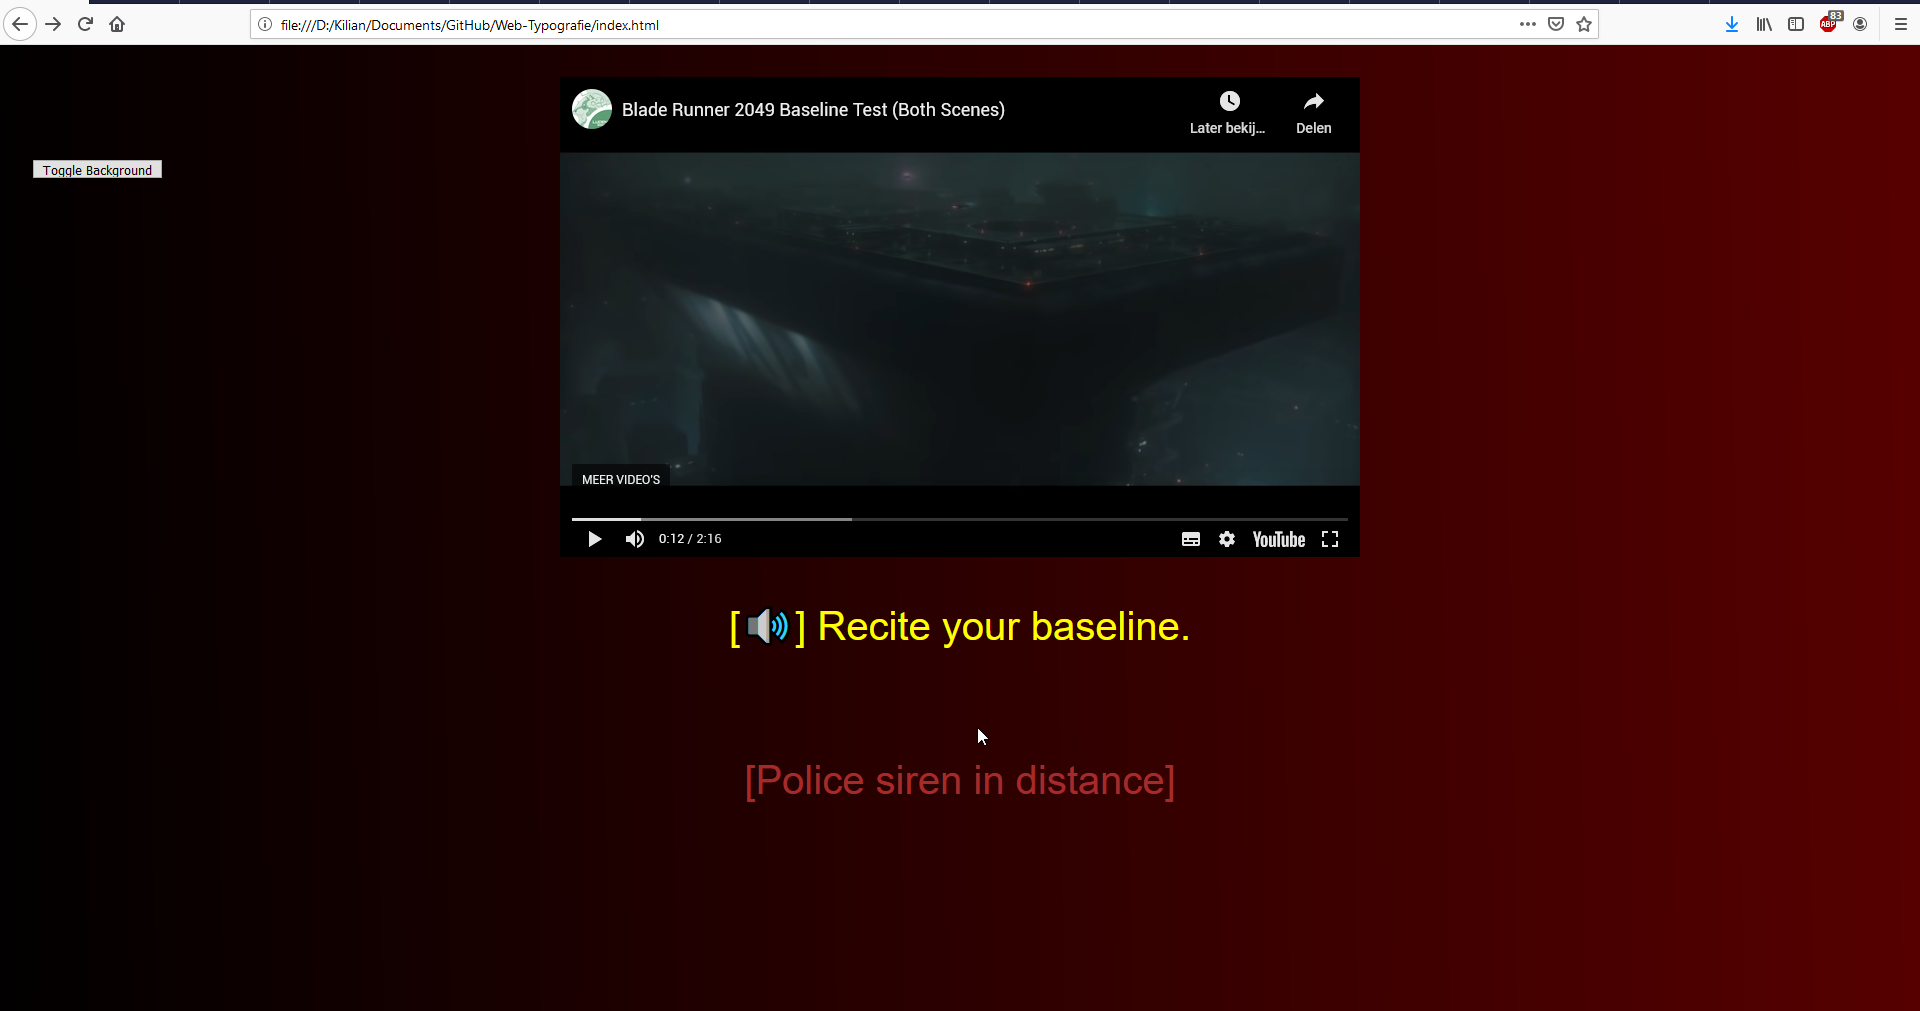 file:///D:/Kilian/Documents/GitHub/Web-Typografie/index.html
ABP
83
Blade Runner 2049 Baseline Test (Both Scenes)
Later bekij...
Delen
Toggle Background
MEER VIDEO'S
0:12 / 2:16
YouTube
[🔊] Recite your baseline.
[Police siren in distance]